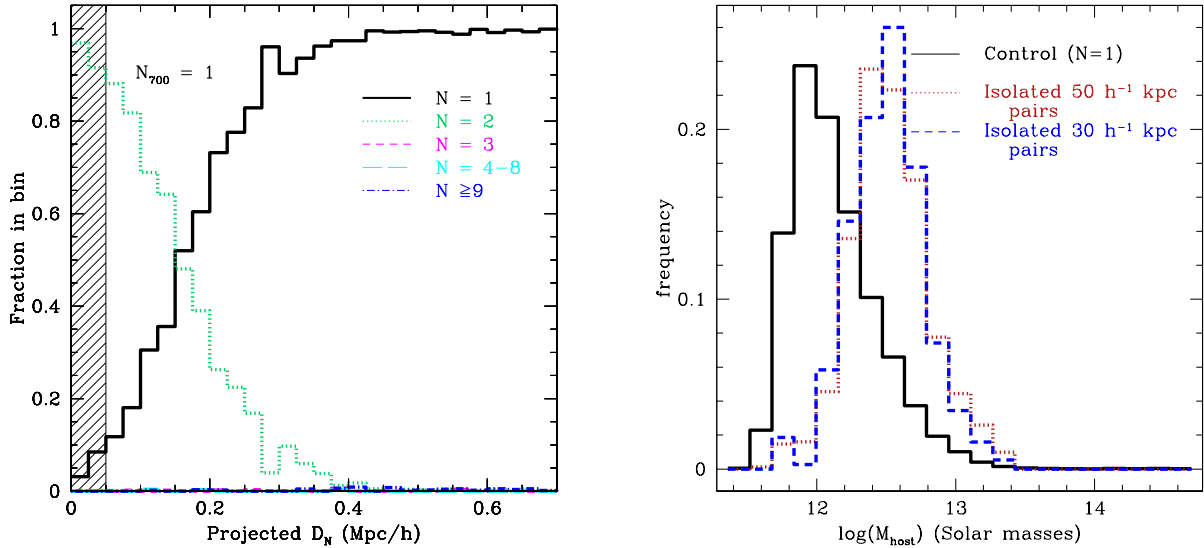 N700 = 1
N = 1
N = 2
N = 3
N = 4−8
N ≧9
Fraction in bin
1
0.8
0.6
0.4
0.2
0
0
0.2
0.4
0.6
Projected DN (Mpc/h)
Control (N=1)
Isolated 50 h−1 kpc
pairs
Isolated 30 h−1 kpc
pairs
frequency
0.2
0.1
0
12
13
14
log(Mhost) (Solar masses)